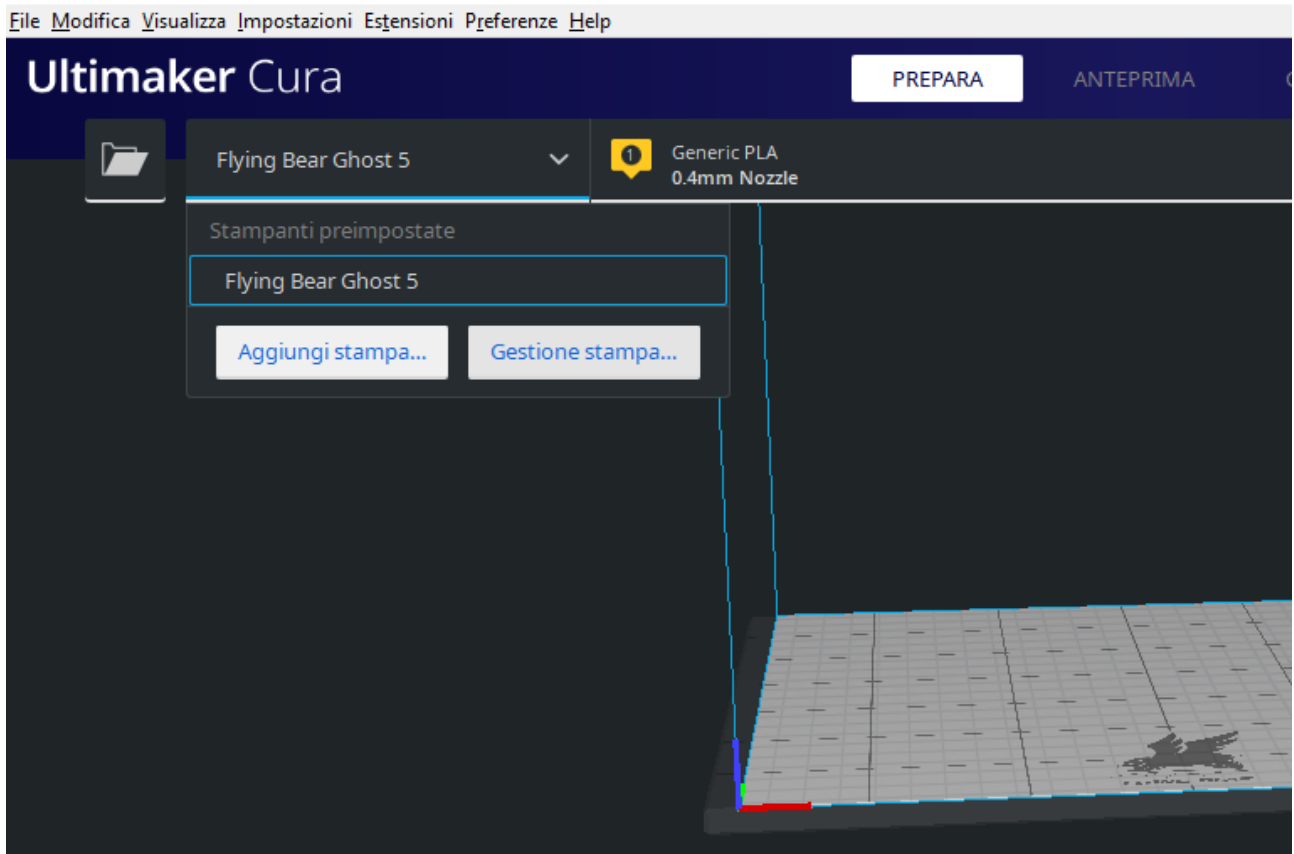 File Modifica Visualizza Impostazioni Estensioni Preferenze Help
Ultimaker Cura
PREPARA
ANTEPRIMA
Flying Bear Ghost 5
1
Generic PLA
0.4mm Nozzle
Stampanti preimpostate
Flying Bear Ghost 5
Aggiungi stampa...
Gestione stampa...